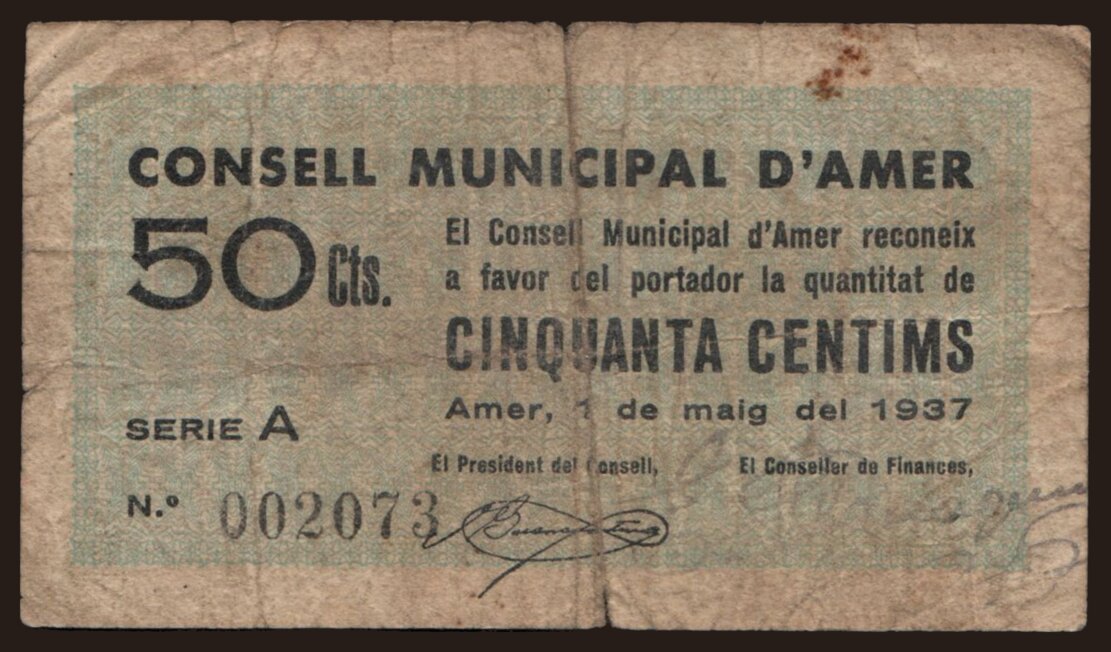 CONSELL MUNICIPAL D'AMER
50 Cts.
El Consell Municipal d'Amer reconeix
a favor del portador la quantitat de
CINQUANTA CENTIMS
Amer, 1 de maig del 1937
SERIE A
El President del Consell, El Conseller de Finances,
N.º 002073